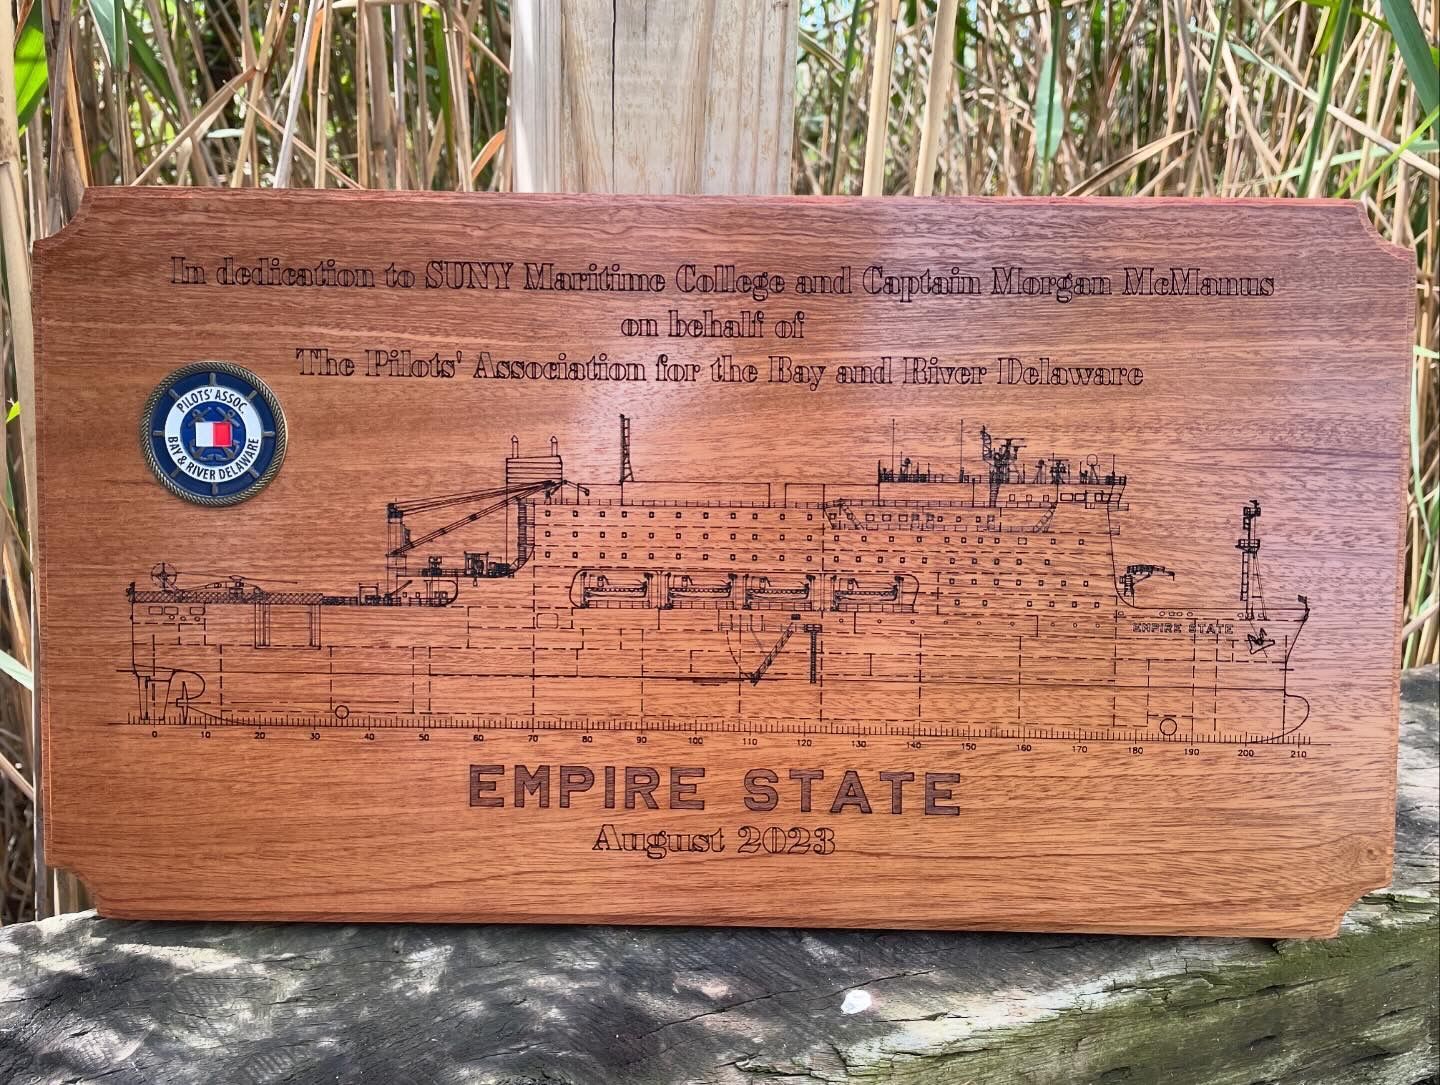 In dedication to SUNY Maritime College and Captain Morgan McManus
on behalf of
The Pilots' Association for the Bay and River Delaware
PILOTS' ASSOC.
BAY & RIVER DELAWARE
EMPIRE STATE
0 10 20 30 40 50 60 70 80 90 100 110 120 130 140 150 160 170 180 190 200 210
EMPIRE STATE
August 2023